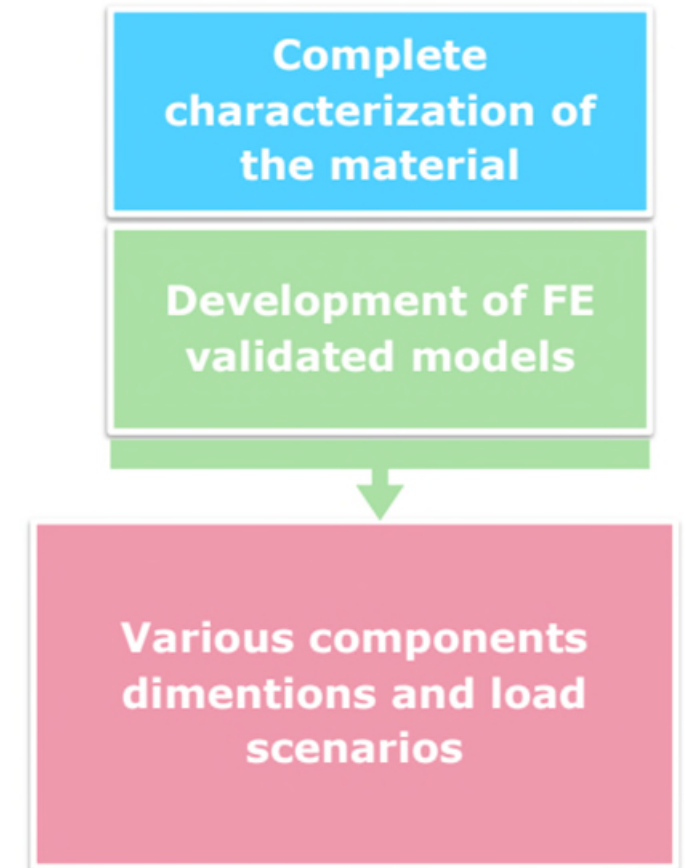 Complete
characterization of
the material
Development of FE
validated models
Various components
dimentions and load
scenarios